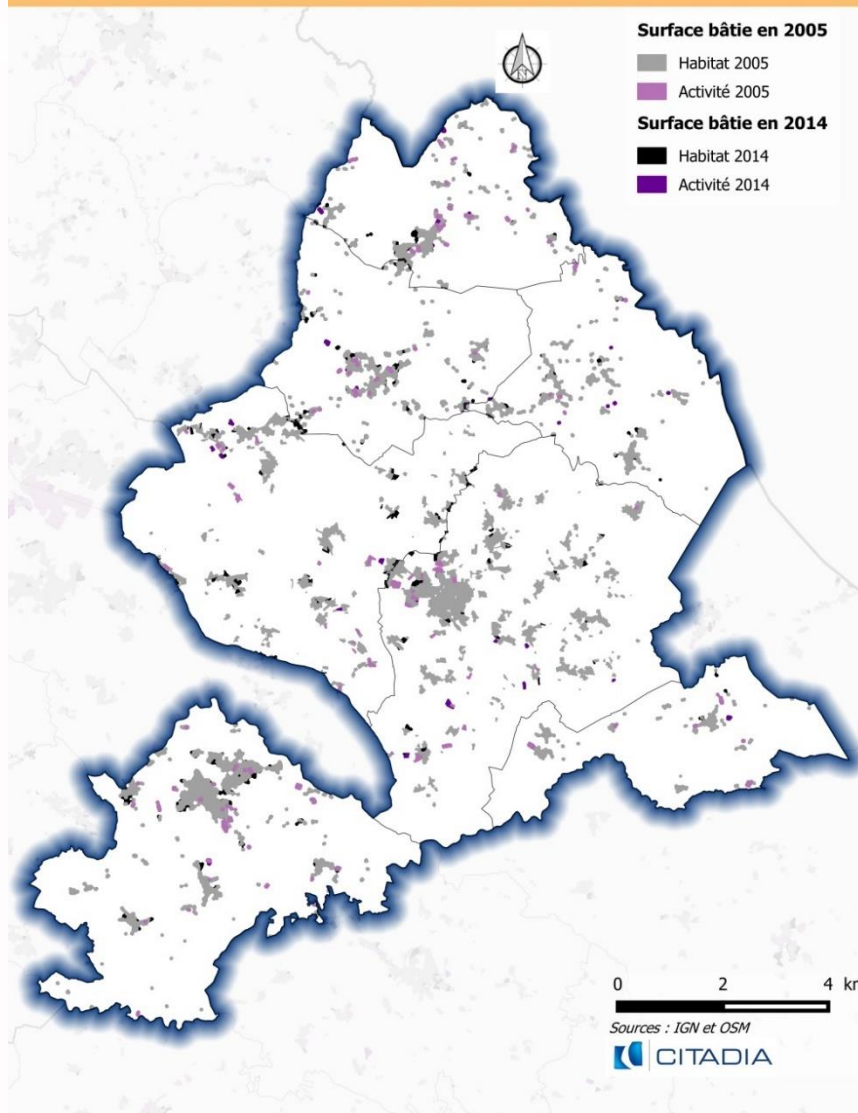 N
Surface bâtie en 2005
Habitat 2005
Activité 2005
Surface bâtie en 2014
Habitat 2014
Activité 2014
0 2 4 km
Sources : IGN et OSM
CITADIA